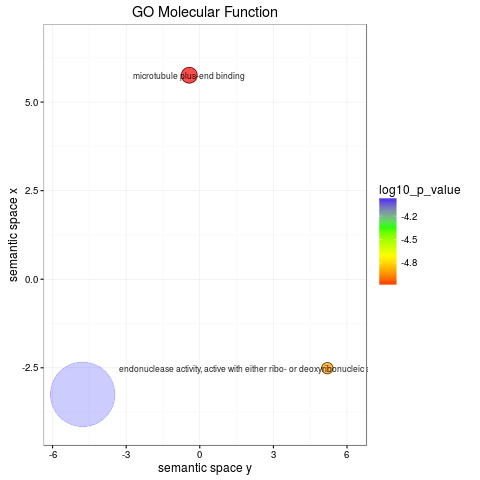 GO Molecular Function
microtubule plus-end binding
5.0
log10_p_value
-4.2
-4.5
-4.8
2.5
semantic space x
0.0
endonuclease activity, active with either ribo- or deoxyribonucleic
-2.5
-6
-3
0
3
6
semantic space y